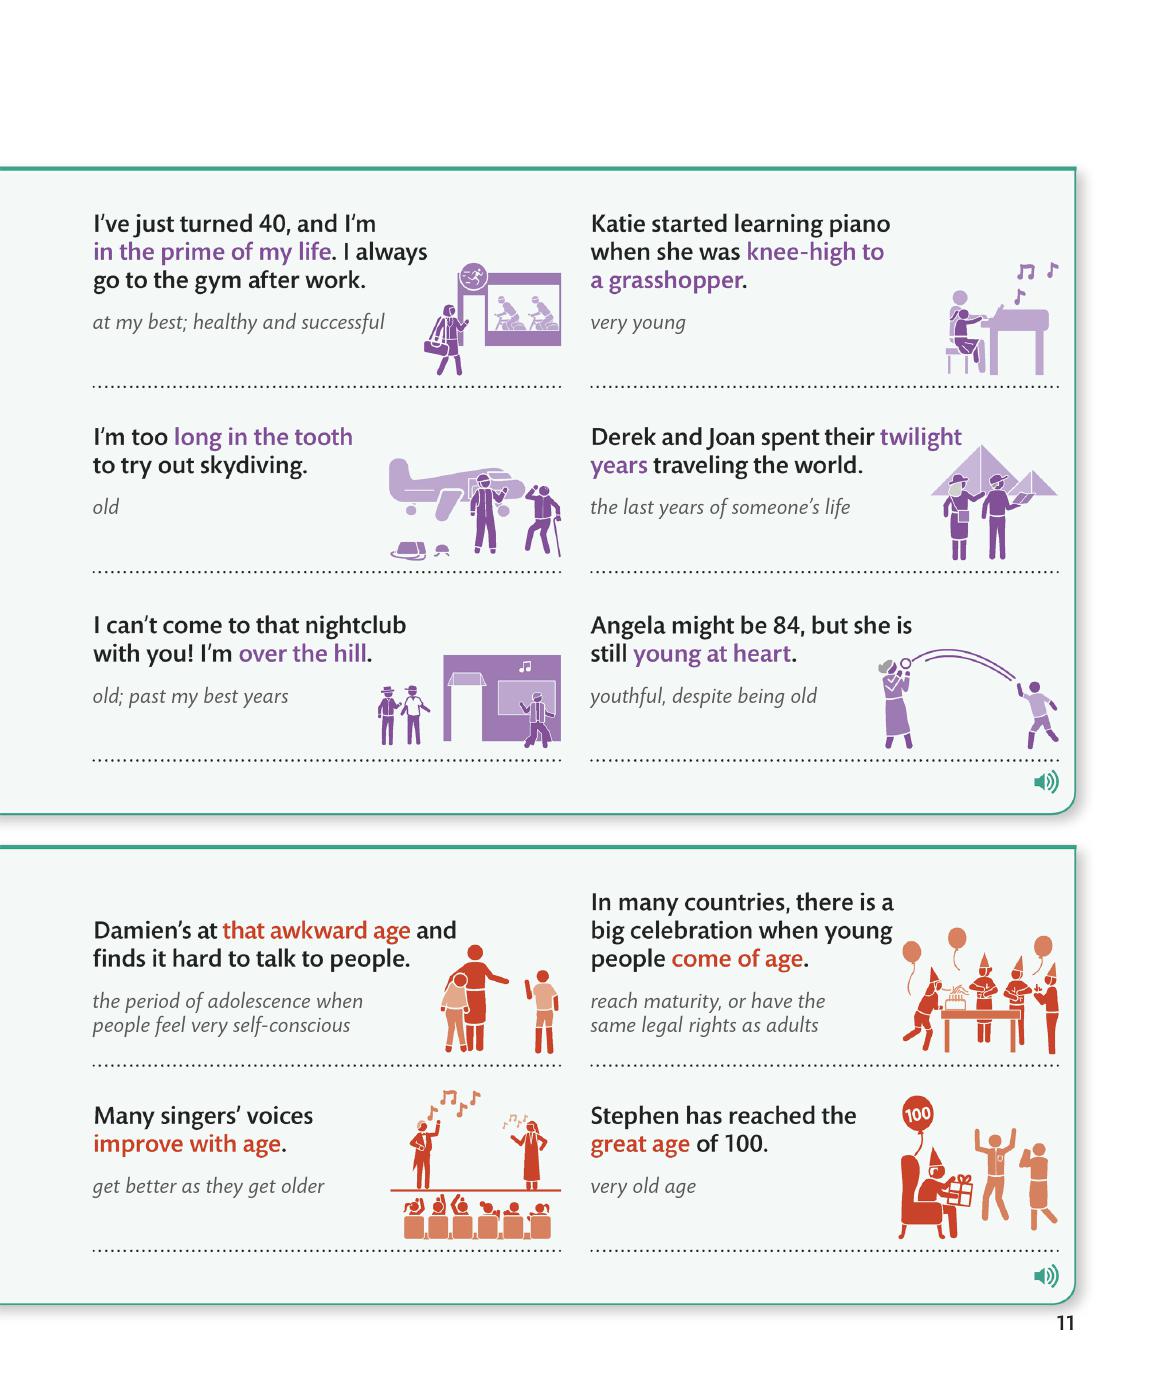 I've just turned 40, and I'm
in the prime of my life. I always
go to the gym after work.
at my best; healthy and successful
Katie started learning piano
when she was knee-high to
a grasshopper.
very young
I'm too long in the tooth
to try out skydiving.
old
Derek and Joan spent their twilight
years traveling the world.
the last years of someone's life
I can't come to that nightclub
with you! I'm over the hill.
old; past my best years
Angela might be 84, but she is
still young at heart.
youthful, despite being old
Damien's at that awkward age and
finds it hard to talk to people.
the period of adolescence when
people feel very self-conscious
In many countries, there is a
big celebration when young
people come of age.
reach maturity, or have the
same legal rights as adults
Many singers' voices
improve with age.
get better as they get older
Stephen has reached the
great age of 100.
very old age
100
11